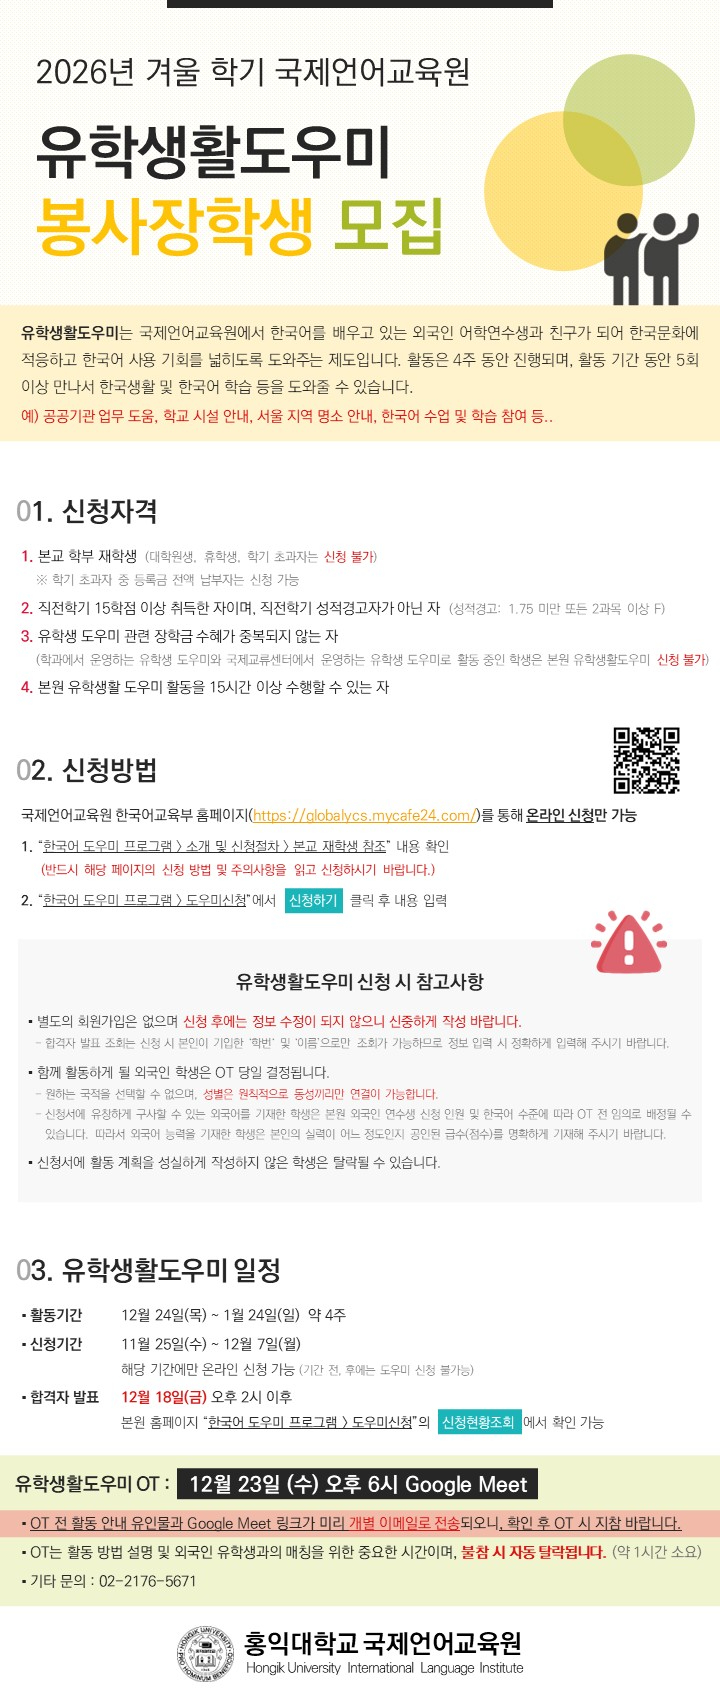 2026년 겨울 학기 국제언어교육원
유학생활도우미
봉사장학생 모집
유학생활도우미는 국제언어교육원에서 한국어를 배우고 있는 외국인 어학연수생과 친구가 되어 한국문화에
적응하고 한국어 사용 기회를 넓히도록 도와주는 제도입니다. 활동은 4주 동안 진행되며, 활동 기간 동안 5회
이상 만나서 한국생활 및 한국어 학습 등을 도와줄 수 있습니다.
예) 공공기관 업무 도움, 학교 시설 안내, 서울 지역 명소 안내, 한국어 수업 및 학습 참여 등..
01. 신청자격
1. 본교 학부 재학생 (대학원생, 휴학생, 학기 초과자는 신청 불가)
※ 학기 초과자 중 등록금 전액 납부자는 신청 가능
2. 직전학기 15학점 이상 취득한 자이며, 직전학기 성적경고자가 아닌 자 (성적경고: 1.75 미만 또든 2과목 이상 F)
3. 유학생 도우미 관련 장학금 수혜가 중복되지 않는 자
(학과에서 운영하는 유학생 도우미와 국제교류센터에서 운영하는 유학생 도우미로 활동 중인 학생은 본원 유학생활도우미 신청 불가)
4. 본원 유학생활 도우미 활동을 15시간 이상 수행할 수 있는 자
02. 신청방법
국제언어교육원 한국어교육부 홈페이지(https://globalycs.mycafe24.com/)를 통해 온라인 신청만 가능
1. “한국어 도우미 프로그램 > 소개 및 신청절차 > 본교 재학생 참조” 내용 확인
(반드시 해당 페이지의 신청 방법 및 주의사항을 읽고 신청하시기 바랍니다.)
2. “한국어 도우미 프로그램 > 도우미신청”에서 신청하기 클릭 후 내용 입력
유학생활도우미 신청 시 참고사항
▪ 별도의 회원가입은 없으며 신청 후에는 정보 수정이 되지 않으니 신중하게 작성 바랍니다.
– 합격자 발표 조회는 신청 시 본인이 기입한 '학번' 및 '이름'으로만 조회가 가능하므로 정보 입력 시 정확하게 입력해 주시기 바랍니다.
▪ 함께 활동하게 될 외국인 학생은 OT 당일 결정됩니다.
– 원하는 국적을 선택할 수 없으며, 성별은 원칙적으로 동성끼리만 연결이 가능합니다.
– 신청서에 유창하게 구사할 수 있는 외국어를 기재한 학생은 본원 외국인 연수생 신청 인원 및 한국어 수준에 따라 OT 전 임의로 배정될 수
있습니다. 따라서 외국어 능력을 기재한 학생은 본인의 실력이 어느 정도인지 공인된 급수(점수)를 명확하게 기재해 주시기 바랍니다.
▪ 신청서에 활동 계획을 성실하게 작성하지 않은 학생은 탈락될 수 있습니다.
03. 유학생활도우미 일정
▪ 활동기간 12월 24일(목) ~ 1월 24일(일) 약 4주
▪ 신청기간 11월 25일(수) ~ 12월 7일(월)
해당 기간에만 온라인 신청 가능 (기간 전, 후에는 도우미 신청 불가능)
▪ 합격자 발표 12월 18일(금) 오후 2시 이후
본원 홈페이지 “한국어 도우미 프로그램 > 도우미신청”의 신청현황조회 에서 확인 가능
유학생활도우미 OT : 12월 23일 (수) 오후 6시 Google Meet
▪ OT 전 활동 안내 유인물과 Google Meet 링크가 미리 개별 이메일로 전송되오니, 확인 후 OT 시 지참 바랍니다.
▪ OT는 활동 방법 설명 및 외국인 유학생과의 매칭을 위한 중요한 시간이며, 불참 시 자동 탈락됩니다. (약 1시간 소요)
▪ 기타 문의 : 02-2176-5671
홍익대학교 국제언어교육원
Hongik University International Language Institute